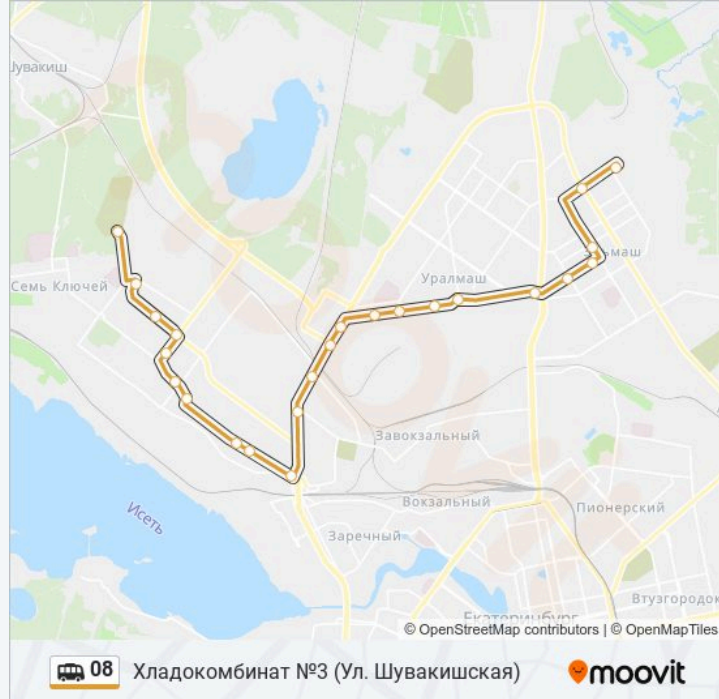 Шувакиш
Семь Ключей
Уралмаш
Эльмаш
Завокзальный
Вокзальный
Пионерский
Исеть
Заречный
Втузгородок
Екатеринбург
© OpenStreetMap contributors | © OpenMapTiles
08 Хладокомбинат №3 (Ул. Шувакишская) moovit